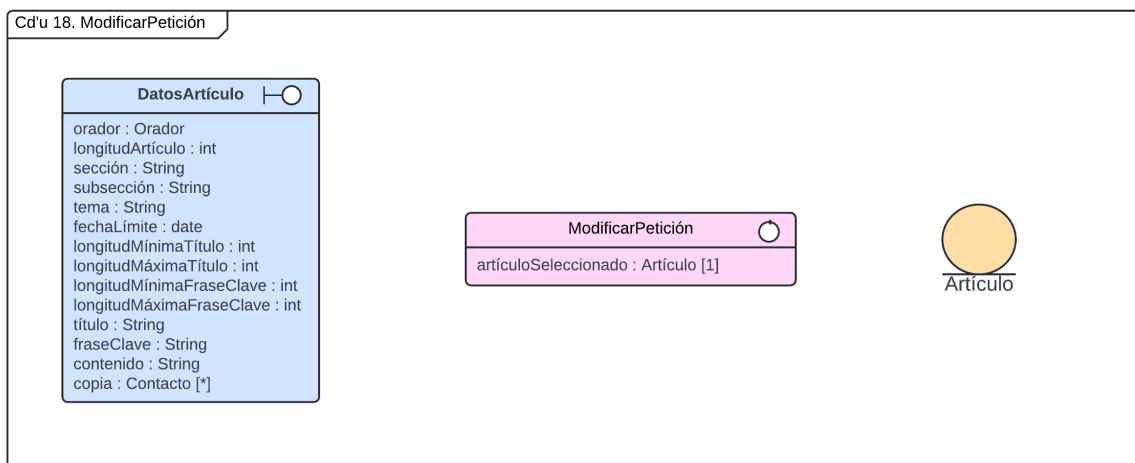 Cd'u 18. ModificarPetición
DatosArtículo
orador : Orador
longitudArtículo : int
sección : String
subsección : String
tema : String
fechaLímite : date
longitudMínimaTítulo : int
longitudMáximaTítulo : int
longitudMínimaFraseClave : int
longitudMáximaFraseClave : int
título : String
fraseClave : String
contenido : String
copia : Contacto [*]
ModificarPetición
artículoSeleccionado : Artículo [1]
Artículo